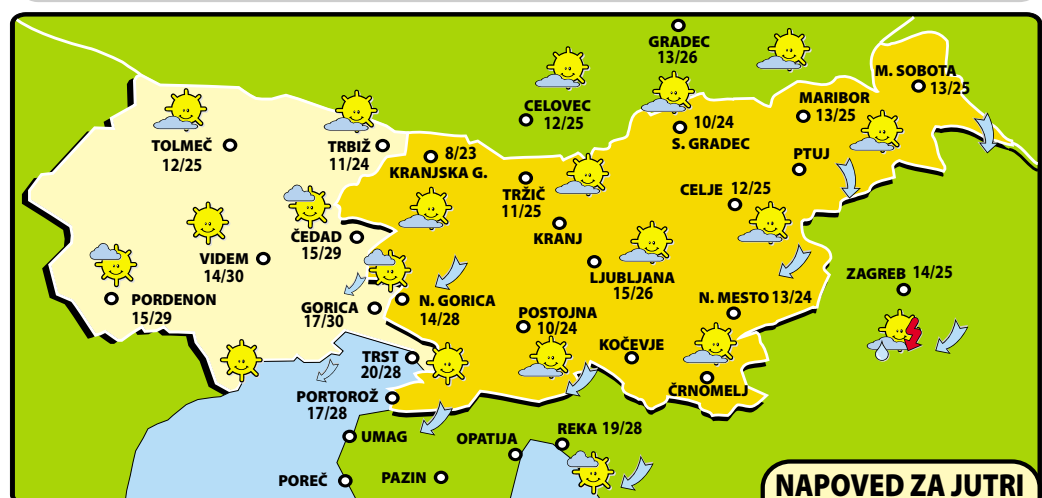 GRADEC
13/26
M. SOBOTA
13/25
CELOVEC
12/25
MARIBOR
13/25
10/24
S. GRADEC
TOLMEČ
12/25
TRBIŽ
11/24
8/23
KRANJSKA G.
PTUJ
TRŽIČ
11/25
CELJE 12/25
KRANJ
ČEDAD
15/29
VIDEM
14/30
LJUBLJANA
15/26
ZAGREB 14/25
PORDENON
15/29
GORICA
17/30
N. GORICA
14/28
N. MESTO 13/24
POSTOJNA
10/24
KOČEVJE
TRST
20/28
ČRNOMELJ
PORTOROŽ
17/28
UMAG
OPATIJA
REKA 19/28
POREČ
PAZIN
NAPOVED ZA JUTRI